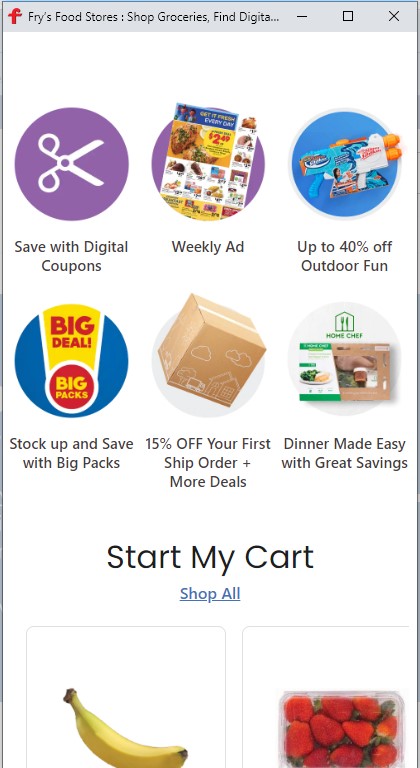 Fry's Food Stores : Shop Groceries, Find Digita...
GET IT FRESH
EVERY DAY
Save with Digital
Coupons
Weekly Ad
Up to 40% off
Outdoor Fun
BIG
DEAL!
BIG
PACKS
HOME CHEF
Stock up and Save
with Big Packs
15% OFF Your First
Ship Order +
More Deals
Dinner Made Easy
with Great Savings
Start My Cart
Shop All